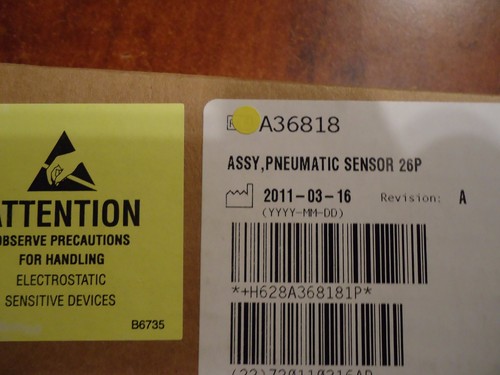 ATTENTION
OBSERVE PRECAUTIONS
FOR HANDLING
ELECTROSTATIC
SENSITIVE DEVICES
B6735
A36818
ASSY,PNEUMATIC SENSOR 26P
2011-03-16 Revision: A
(YYYY-MM-DD)
*+H628A368181P*